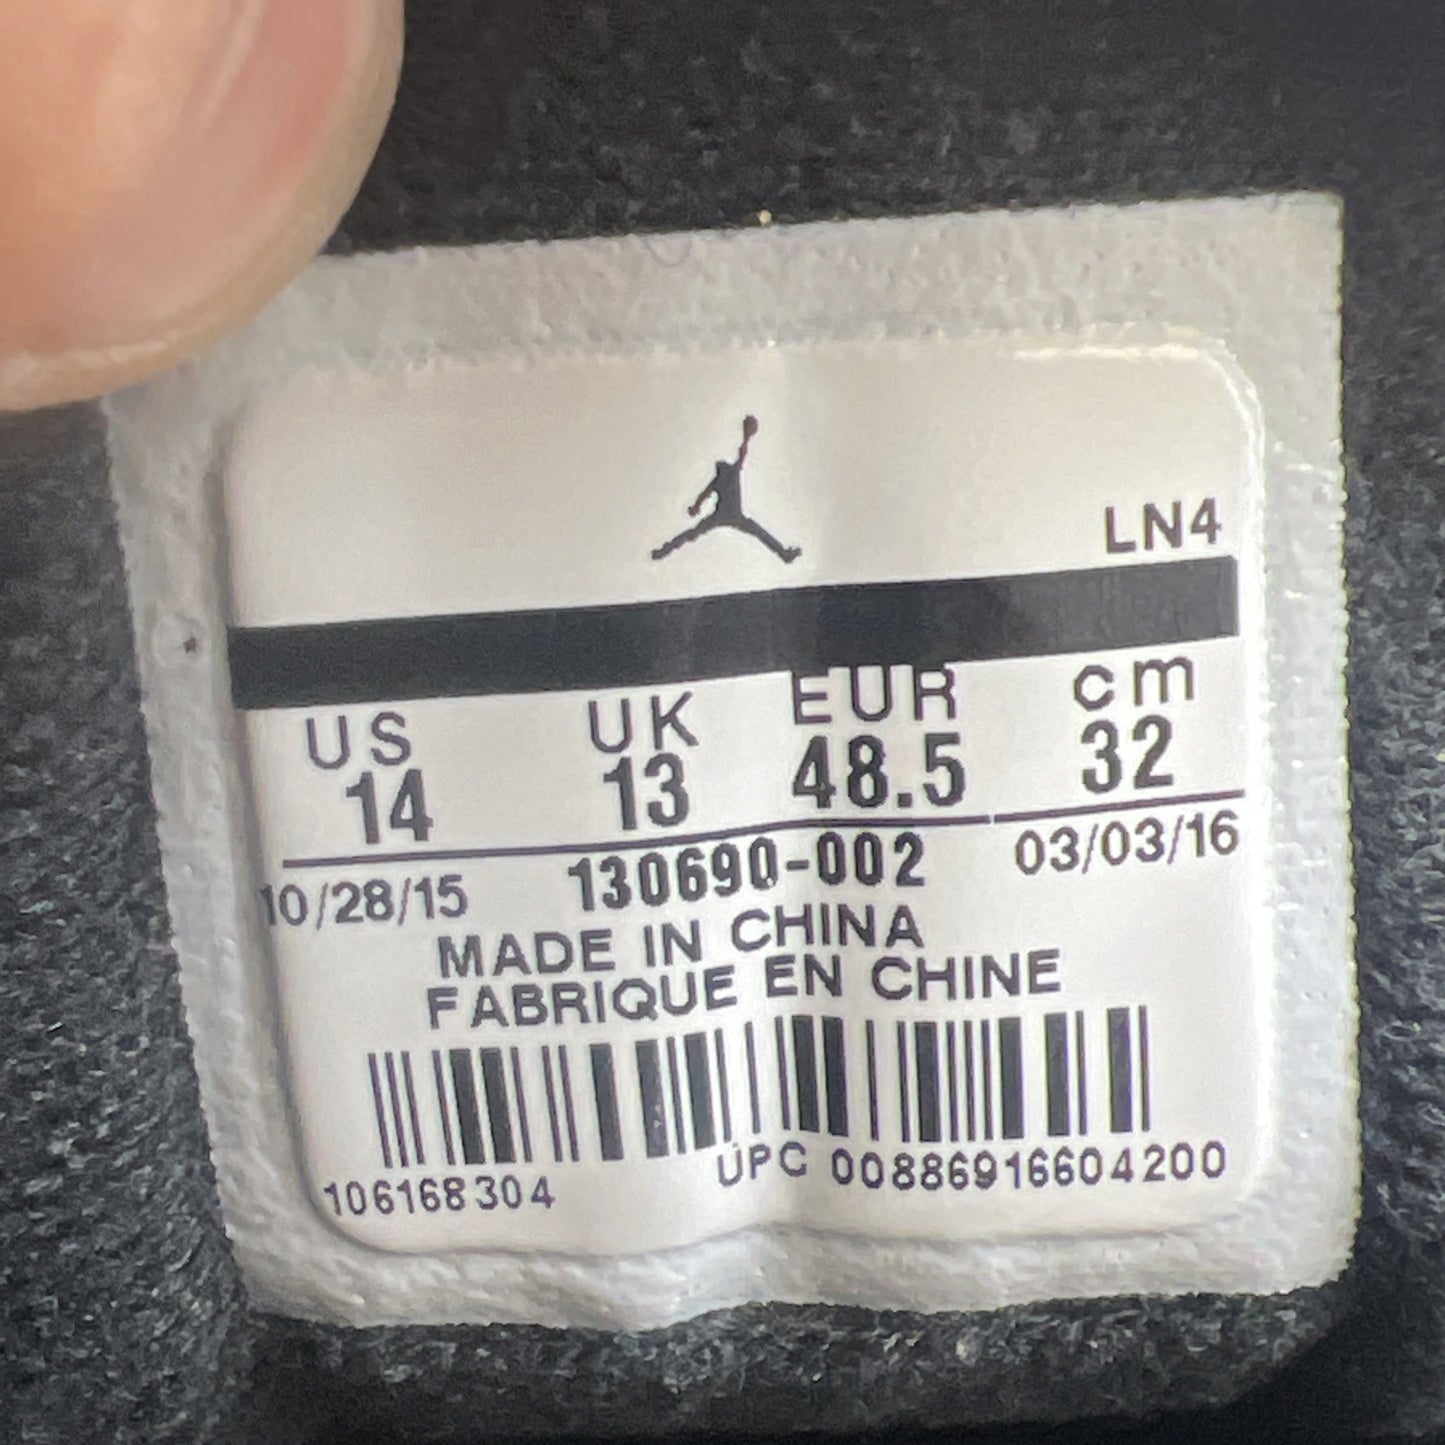 LN4
US UK EUR cm
14 13 48.5 32
10/28/15 130690-002 03/03/16
MADE IN CHINA
FABRIQUE EN CHINE
106168304 UPC 00886916604200